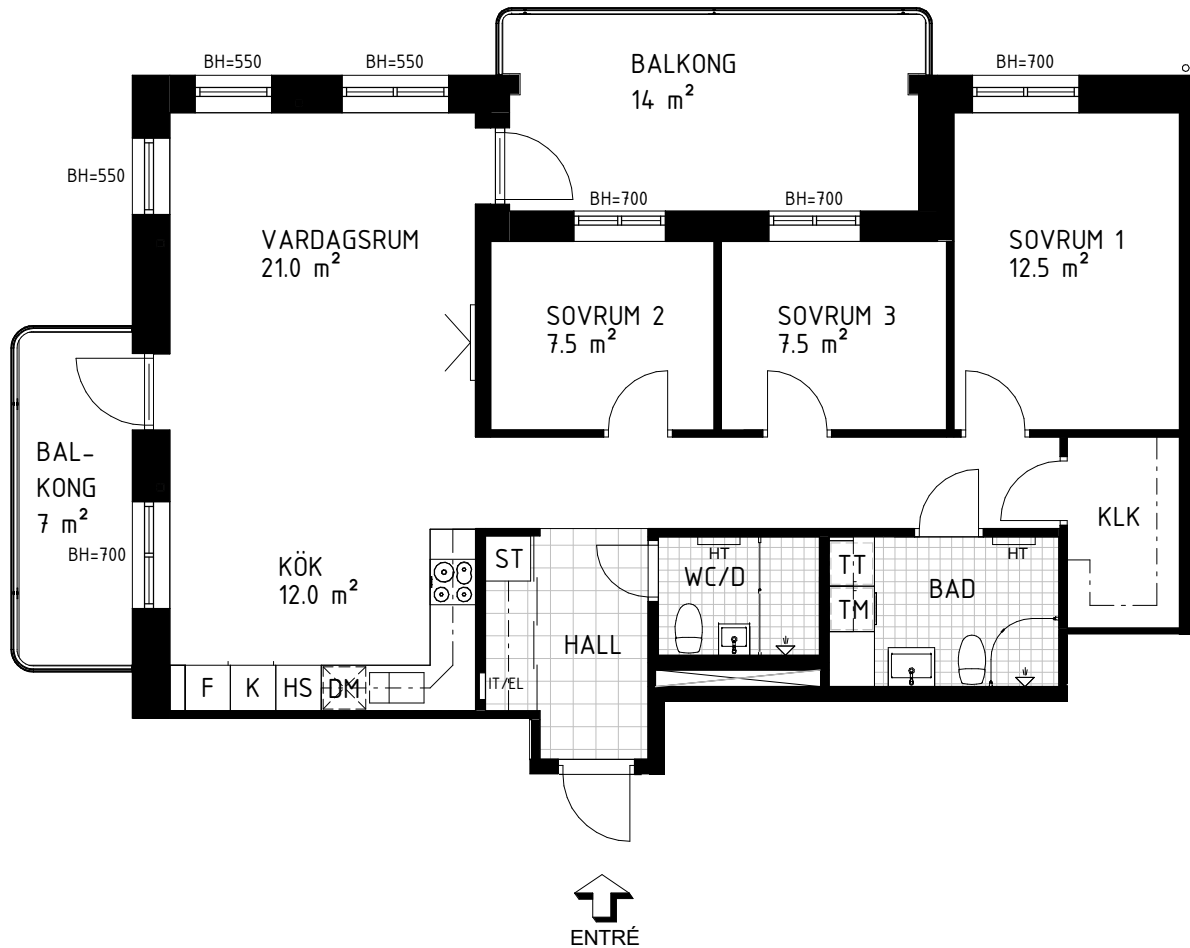 BH=550
BH=550
BALKONG
14 m²
BH=700
BH=550
BH=700
BH=700
VARDAGSRUM
21.0 m²
SOVRUM 1
12.5 m²
SOVRUM 2
7.5 m²
SOVRUM 3
7.5 m²
BAL-
KONG
7 m²
BH=700
KÖK
12.0 m²
ST
HT
WC/D
TT
TM
BAD
HT
KLK
HALL
F
K
HS
DM
IT/EL
ENTRÉ